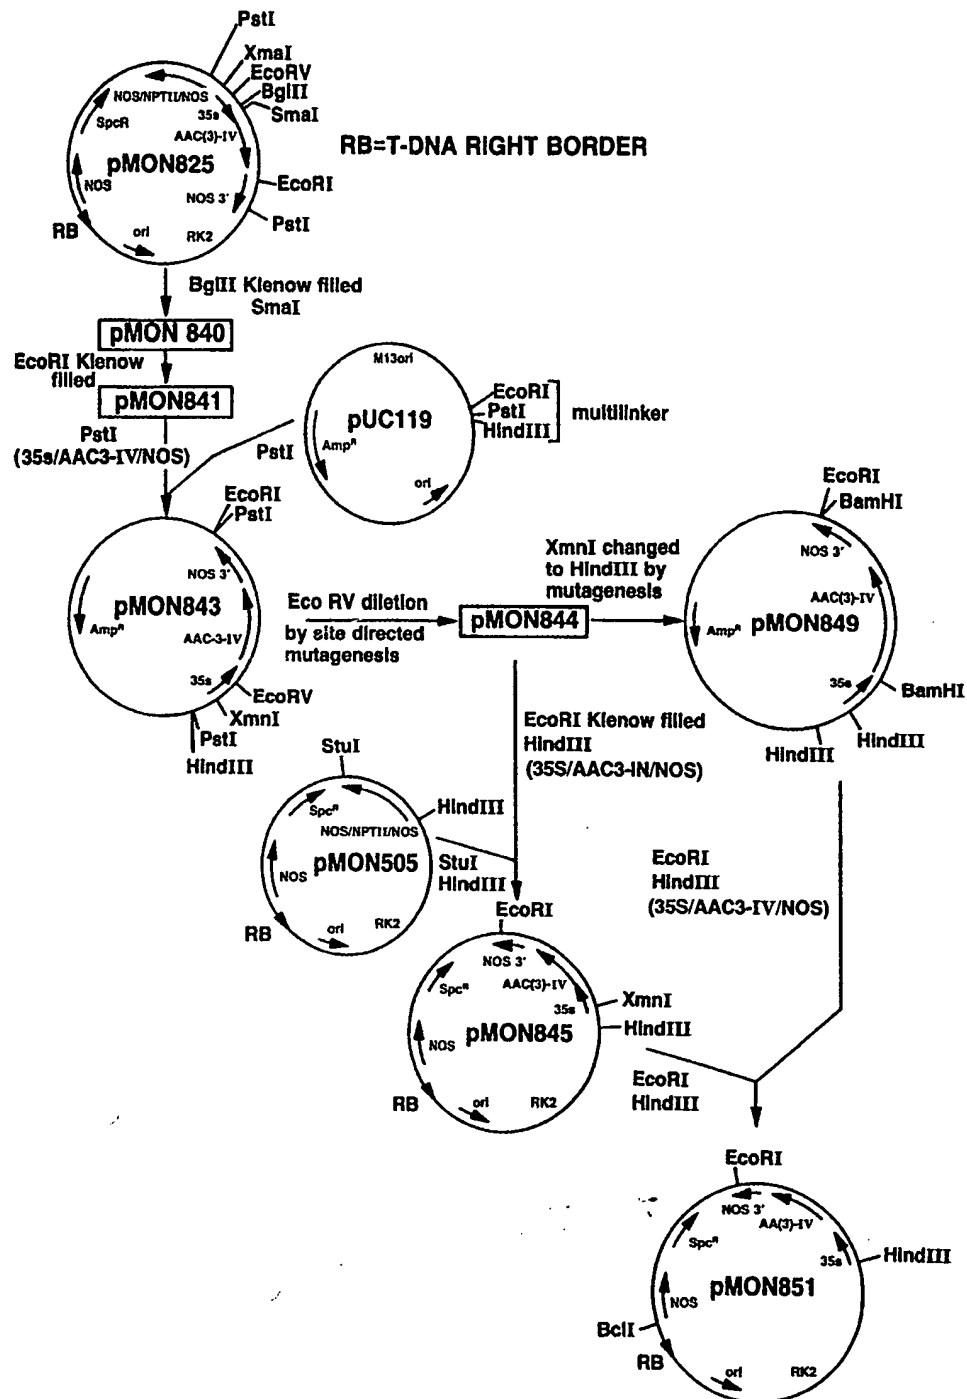 PstI
XmaI
EcoRV
BglII
SmaI
NOS/NPTII/NOS
35s
SpcR
AAC(3)-IV
pMON825
RB=T-DNA RIGHT BORDER
EcoRI
NOS
NOS 3'
PstI
RB
ori
RK2
BglII Klenow filled
SmaI
pMON 840
EcoRI Klenow
filled
pMON841
PstI
(35s/AAC3-IV/NOS)
M13ori
pUC119
EcoRI
PstI
HindIII
multilinker
AmpR
ori
PstI
EcoRI
PstI
NOS 3'
pMON843
AmpR
AAC-3-IV
35s
EcoRV
XmnI
PstI
HindIII
Eco RV diletion
by site directed
mutagenesis
pMON844
XmnI changed
to HindIII by
mutagenesis
EcoRI
BamHI
NOS 3'
AAC(3)-IV
AmpR
pMON849
35s
BamHI
HindIII
HindIII
EcoRI Klenow filled
HindIII
(35S/AAC3-IN/NOS)
StuI
SpcR
HindIII
NOS/NPTII/NOS
pMON505
NOS
RB
ori
RK2
StuI
HindIII
EcoRI
HindIII
(35S/AAC3-IV/NOS)
EcoRI
NOS 3'
AAC(3)-IV
SpcR
35s
XmnI
HindIII
pMON845
NOS
RB
ori
RK2
EcoRI
HindIII
EcoRI
NOS 3'
AA(3)-IV
SpcR
35s
HindIII
pMON851
NOS
BclI
RB
ori
RK2